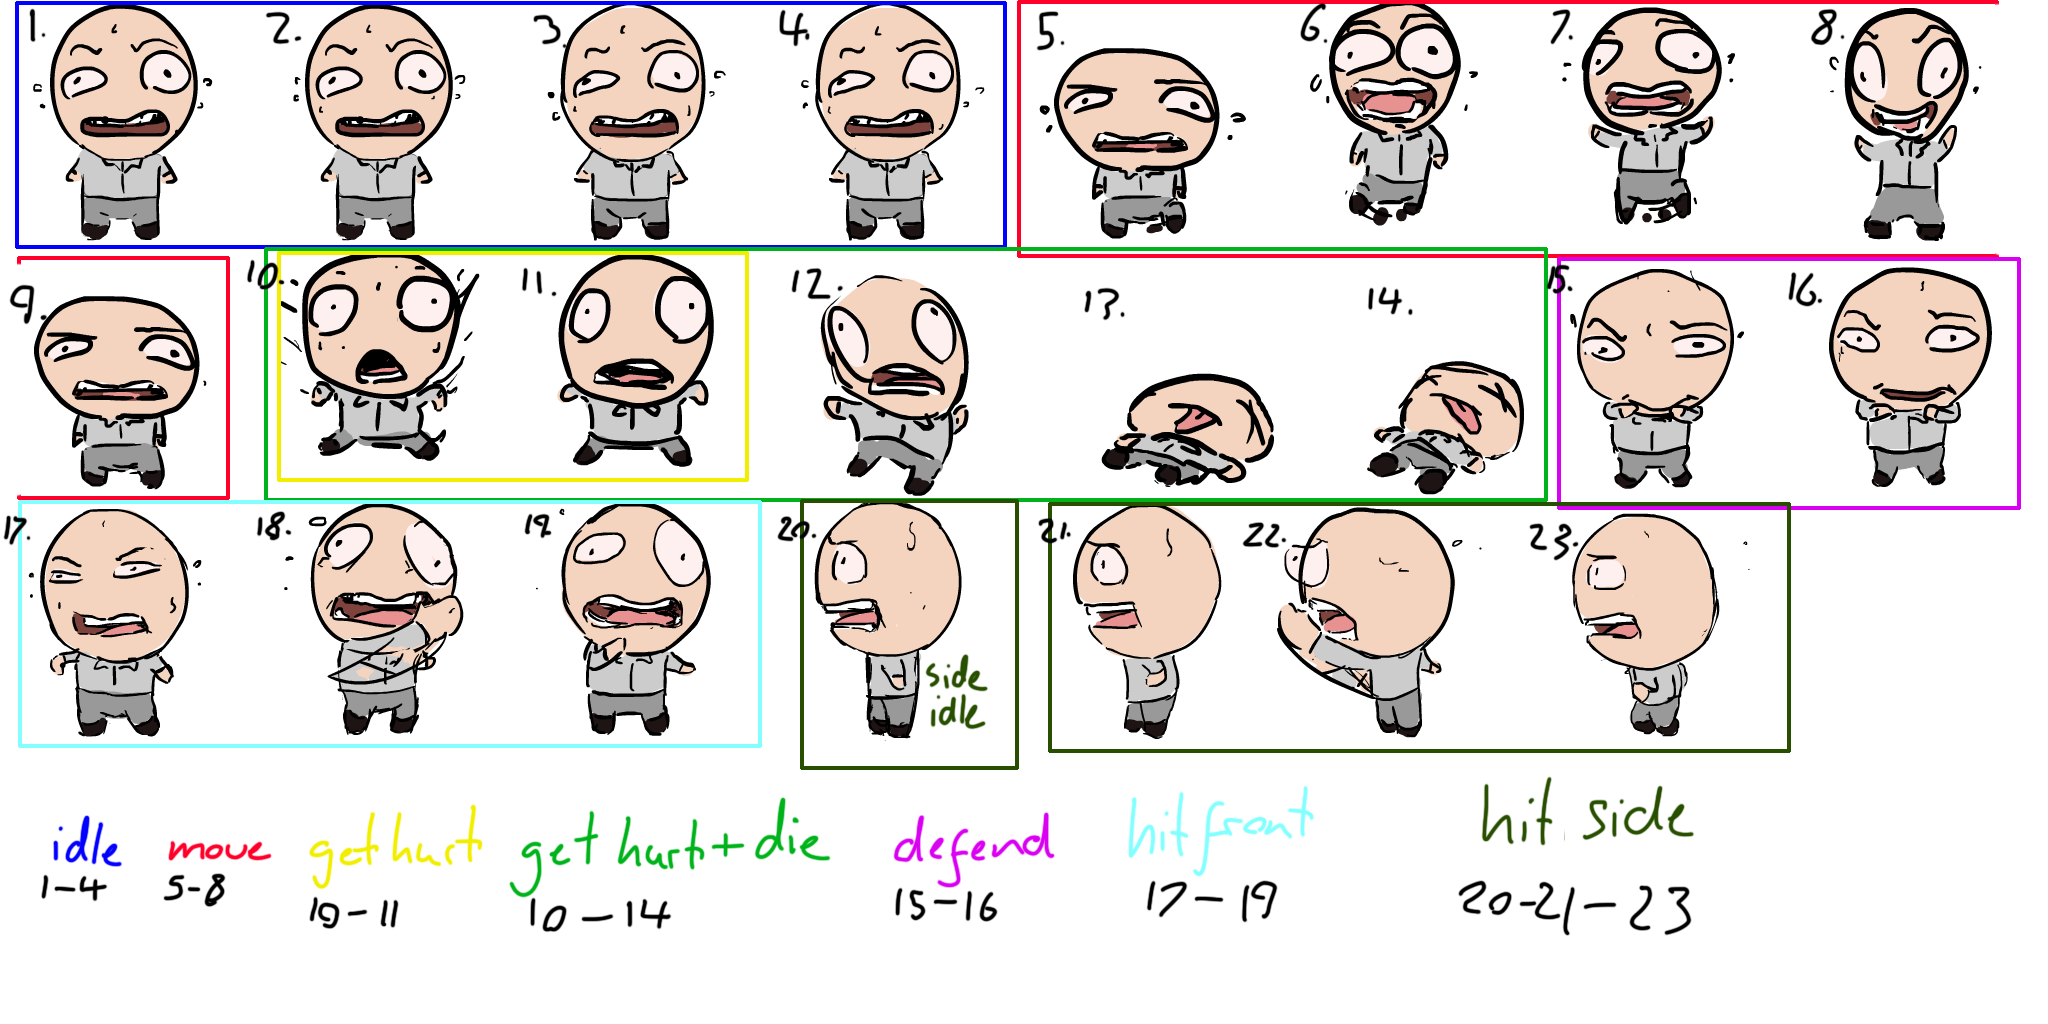 1. 2. 3. 4. 5. 6. 7. 8.
9. 10. 11. 12. 13. 14. 15. 16.
17. 18. 19. 20. 21. 22. 23.
side
idle
idle move get hurt get hurt + die defend hit front hit side
1-4 5-8 10-11 10-14 15-16 17-19 20-21-23